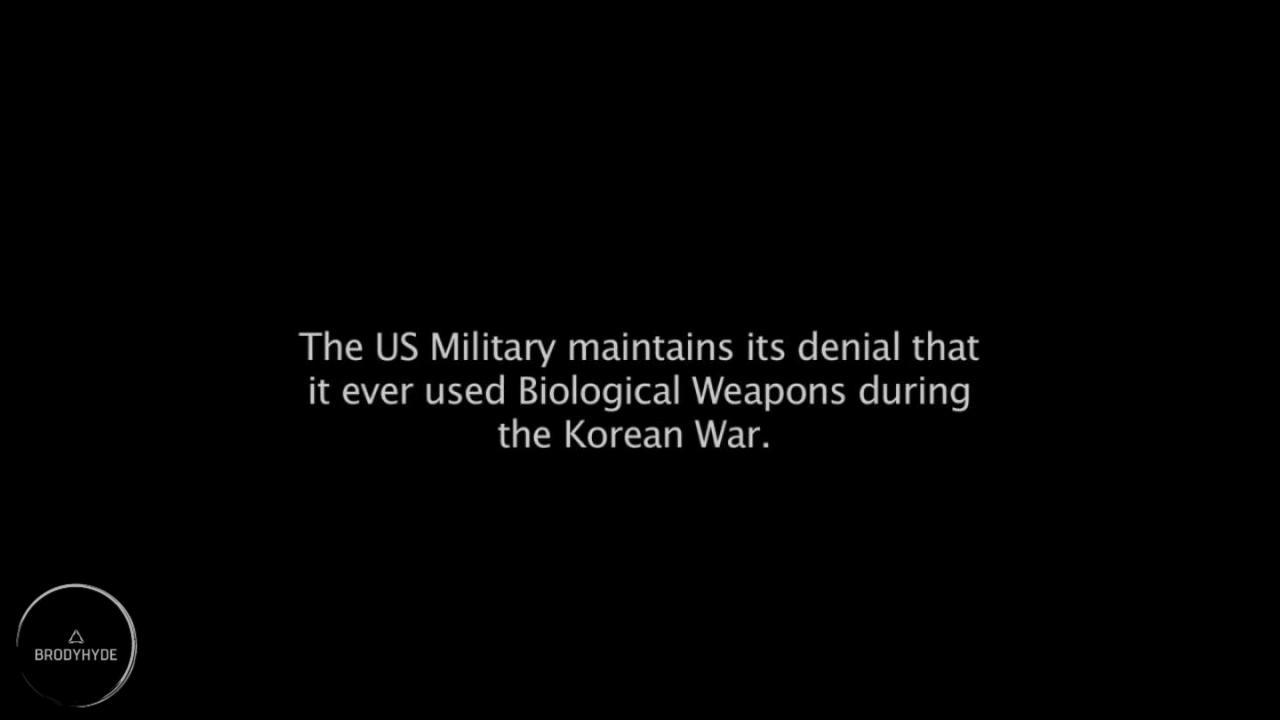 The US Military maintains its denial that
it ever used Biological Weapons during
the Korean War.
BRODYHYDE